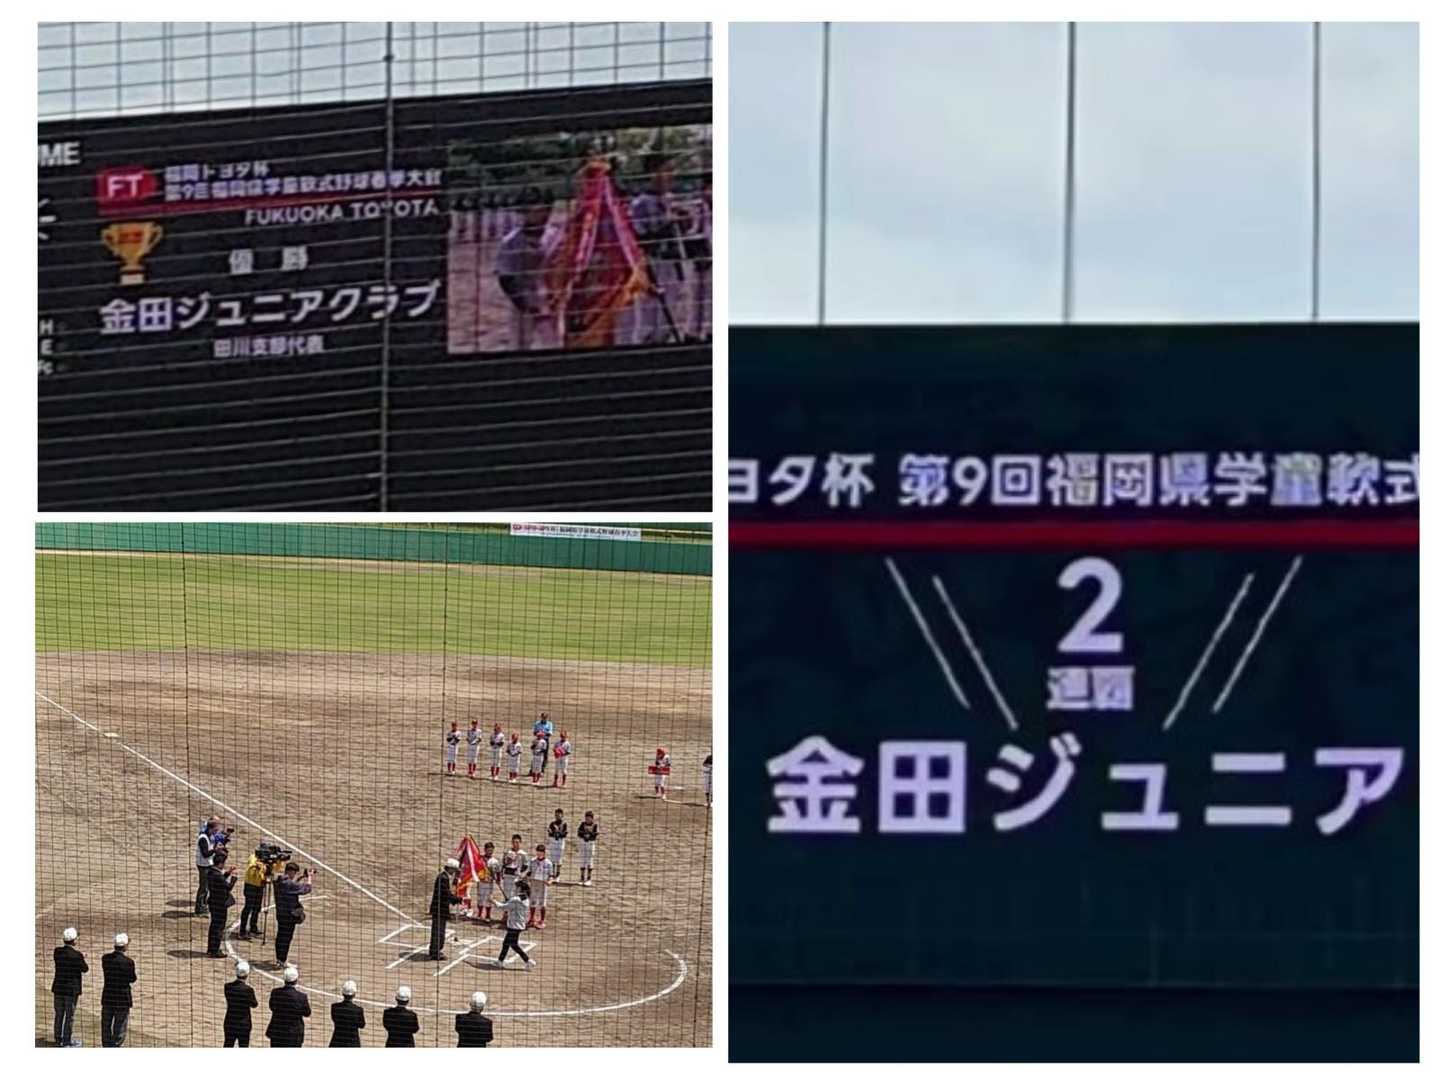 FT
福岡トヨタ杯
第9回福岡県学童軟式野球春季大会
FUKUOKA TOYOTA
優勝
金田ジュニアクラブ
田川支部代表
ヨタ杯 第9回福岡県学童軟式
2
連覇
金田ジュニア